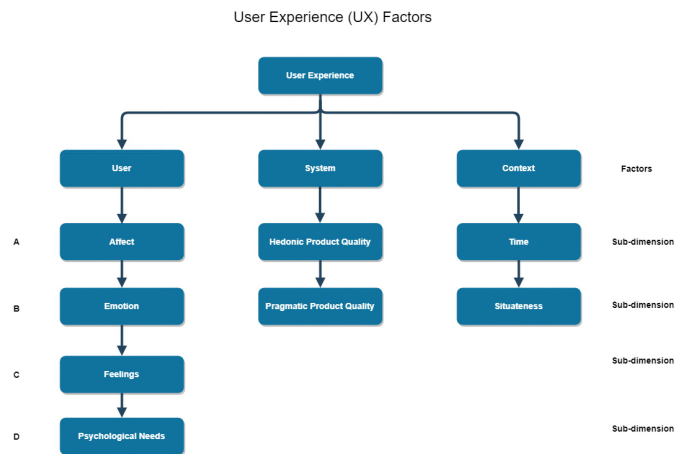 User Experience (UX) Factors
User Experience
User
System
Context
Factors
A
Affect
Hedonic Product Quality
Time
Sub-dimension
B
Emotion
Pragmatic Product Quality
Situateness
Sub-dimension
C
Feelings
Sub-dimension
D
Psychological Needs
Sub-dimension